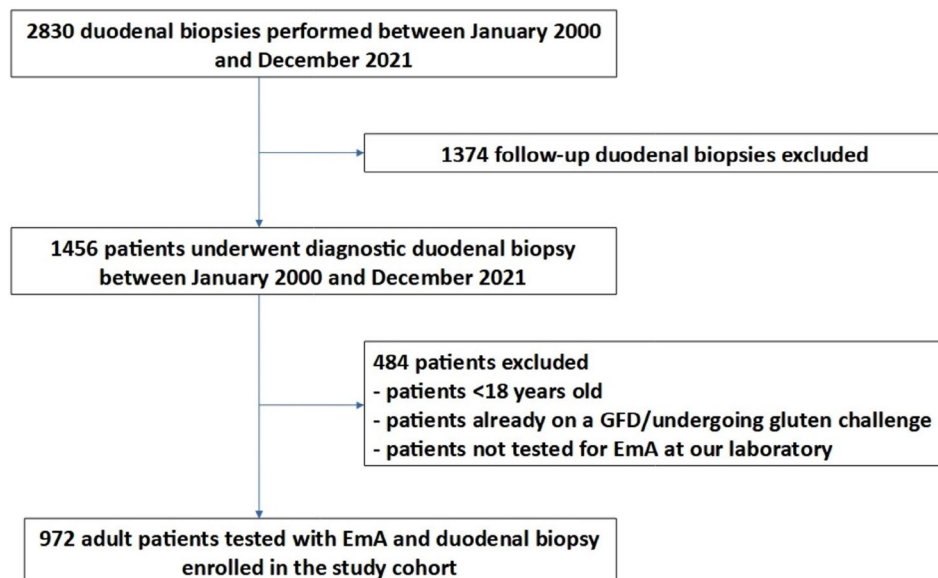 2830 duodenal biopsies performed between January 2000
and December 2021
1374 follow-up duodenal biopsies excluded
1456 patients underwent diagnostic duodenal biopsy
between January 2000 and December 2021
484 patients excluded
- patients <18 years old
- patients already on a GFD/undergoing gluten challenge
- patients not tested for EmA at our laboratory
972 adult patients tested with EmA and duodenal biopsy
enrolled in the study cohort